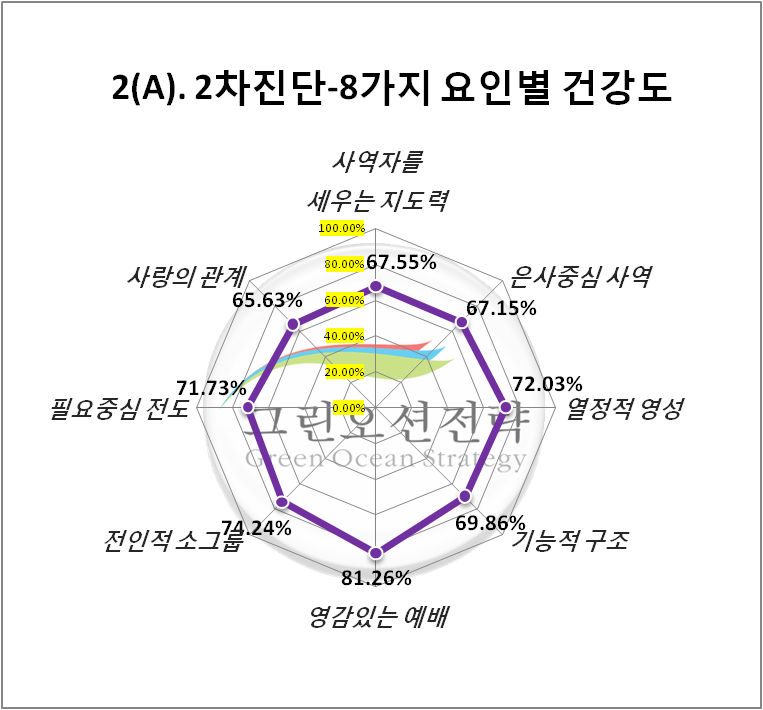 2(A). 2차진단-8가지 요인별 건강도
사역자를
세우는 지도력
100.00%
80.00%
60.00%
40.00%
20.00%
0.00%
67.55%
은사중심 사역
67.15%
72.03%
열정적 영성
69.86%
기능적 구조
81.26%
영감있는 예배
74.24%
전인적 소그룹
71.73%
필요중심 전도
65.63%
사랑의 관계
그린오션전략
Green Ocean Strategy